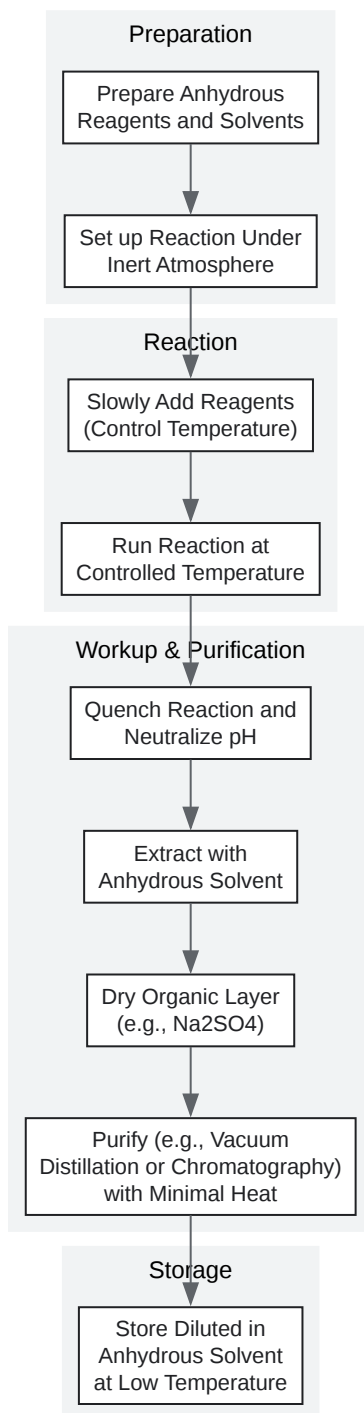 Preparation
Prepare Anhydrous
Reagents and Solvents
Set up Reaction Under
Inert Atmosphere
Reaction
Slowly Add Reagents
(Control Temperature)
Run Reaction at
Controlled Temperature
Workup & Purification
Quench Reaction and
Neutralize pH
Extract with
Anhydrous Solvent
Dry Organic Layer
(e.g., Na2SO4)
Purify (e.g., Vacuum
Distillation or Chromatography)
with Minimal Heat
Storage
Store Diluted in
Anhydrous Solvent
at Low Temperature